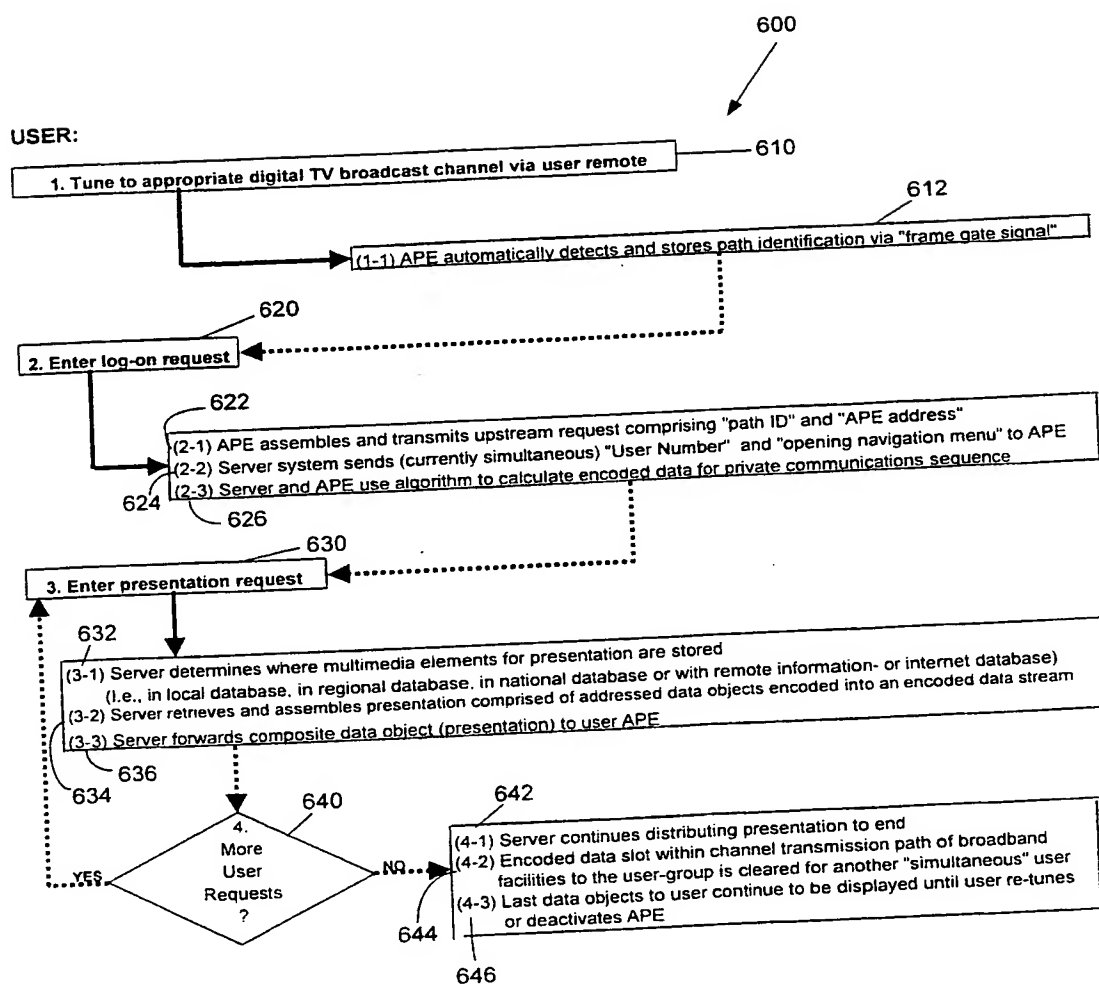 600
USER:
1. Tune to appropriate digital TV broadcast channel via user remote
610
612
(1-1) APE automatically detects and stores path identification via "frame gate signal"
620
2. Enter log-on request
622
(2-1) APE assembles and transmits upstream request comprising "path ID" and "APE address"
(2-2) Server system sends (currently simultaneous) "User Number" and "opening navigation menu" to APE
(2-3) Server and APE use algorithm to calculate encoded data for private communications sequence
624
626
630
3. Enter presentation request
632
(3-1) Server determines where multimedia elements for presentation are stored
(I.e., in local database, in regional database, in national database or with remote information- or internet database)
(3-2) Server retrieves and assembles presentation comprised of addressed data objects encoded into an encoded data stream
(3-3) Server forwards composite data object (presentation) to user APE
634
636
640
4.
More
User
Requests
?
YES
NO
642
(4-1) Server continues distributing presentation to end
(4-2) Encoded data slot within channel transmission path of broadband
facilities to the user-group is cleared for another "simultaneous" user
(4-3) Last data objects to user continue to be displayed until user re-tunes
or deactivates APE
644
646